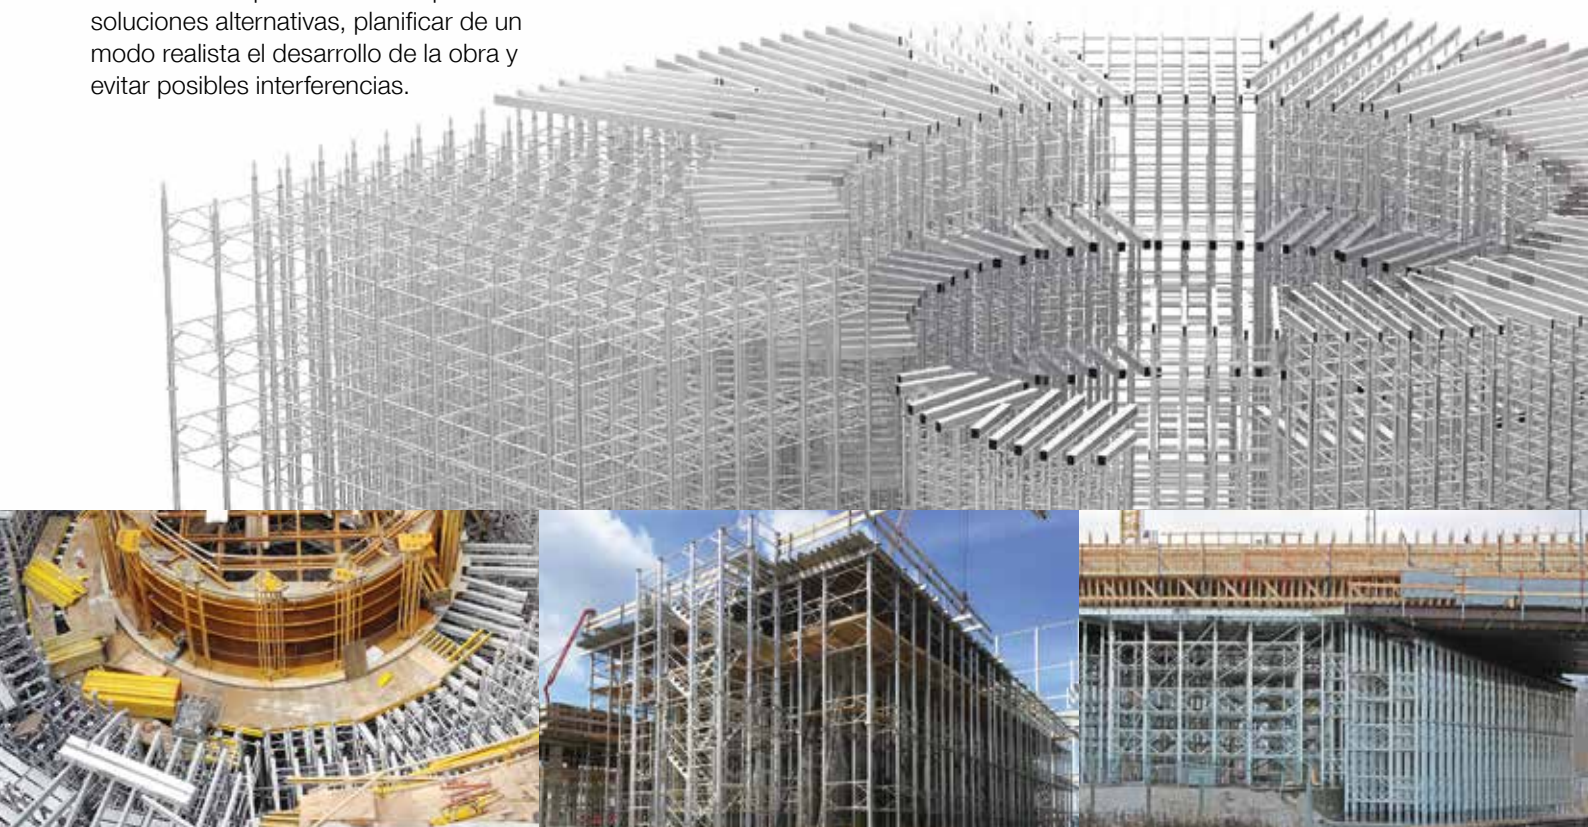 soluciones alternativas, planificar de un
modo realista el desarrollo de la obra y
evitar posibles interferencias.